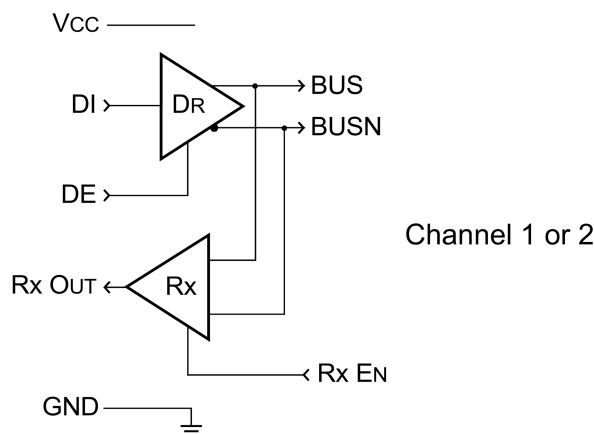 VCC
DI
DR
BUS
BUSN
DE
Channel 1 or 2
Rx OUT
Rx
Rx EN
GND